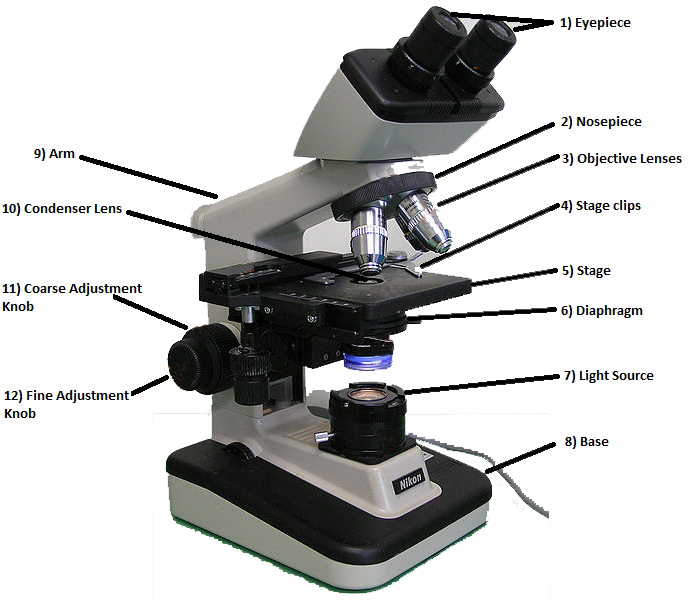 1) Eyepiece
2) Nosepiece
3) Objective Lenses
4) Stage clips
5) Stage
6) Diaphragm
7) Light Source
8) Base
9) Arm
10) Condenser Lens
11) Coarse Adjustment
Knob
12) Fine Adjustment
Knob
Nikon